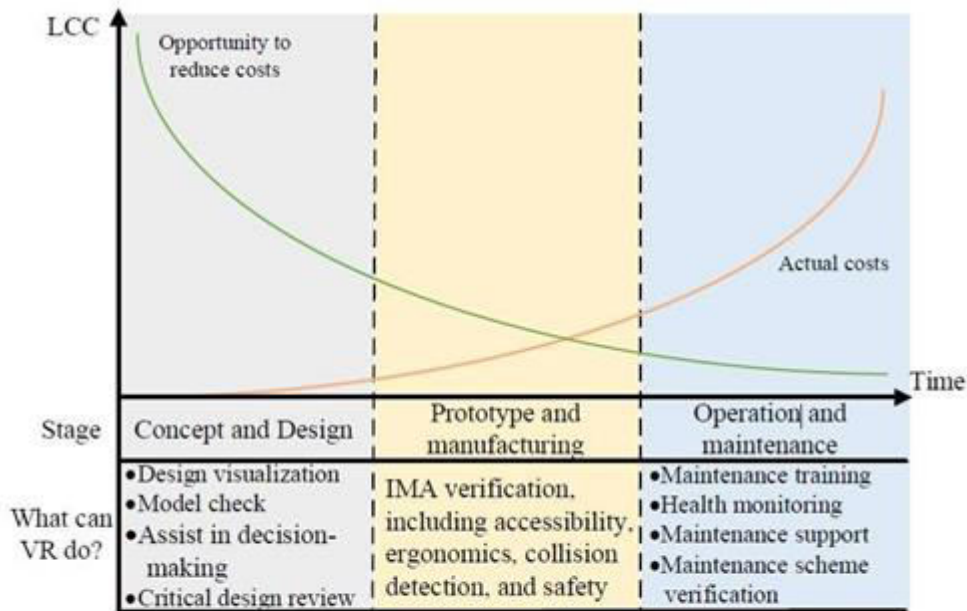 LCC
Opportunity to
reduce costs
Actual costs
Time
Stage
Concept and Design
Prototype and
manufacturing
Operation and
maintenance
What can
VR do?
•Design visualization
•Model check
•Assist in decision-
making
•Critical design review
IMA verification,
including accessibility,
ergonomics, collision
detection, and safety
•Maintenance training
•Health monitoring
•Maintenance support
•Maintenance scheme
verification